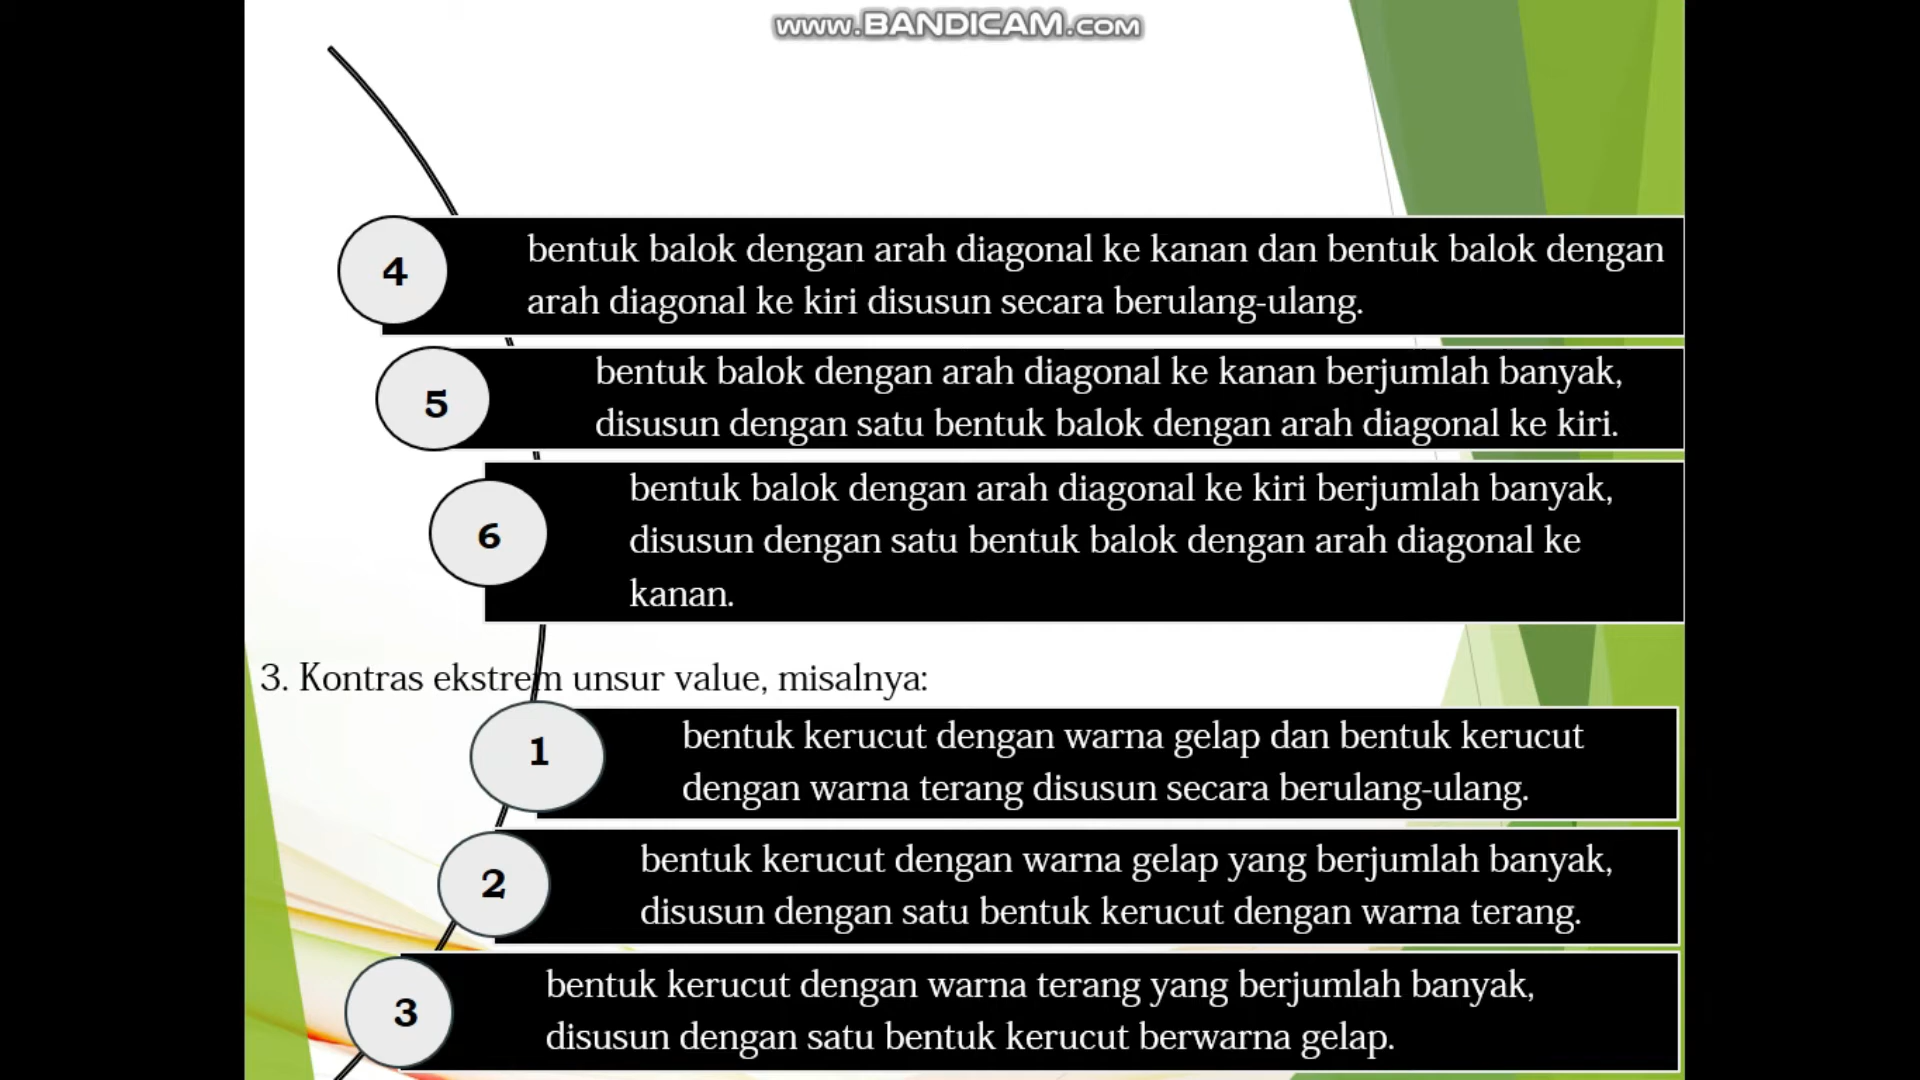 www.BANDICAM.com
4
bentuk balok dengan arah diagonal ke kanan dan bentuk balok dengan
arah diagonal ke kiri disusun secara berulang-ulang.
5
bentuk balok dengan arah diagonal ke kanan berjumlah banyak,
disusun dengan satu bentuk balok dengan arah diagonal ke kiri.
6
bentuk balok dengan arah diagonal ke kiri berjumlah banyak,
disusun dengan satu bentuk balok dengan arah diagonal ke
kanan.
3. Kontras ekstrem unsur value, misalnya:
1
bentuk kerucut dengan warna gelap dan bentuk kerucut
dengan warna terang disusun secara berulang-ulang.
2
bentuk kerucut dengan warna gelap yang berjumlah banyak,
disusun dengan satu bentuk kerucut dengan warna terang.
3
bentuk kerucut dengan warna terang yang berjumlah banyak,
disusun dengan satu bentuk kerucut berwarna gelap.